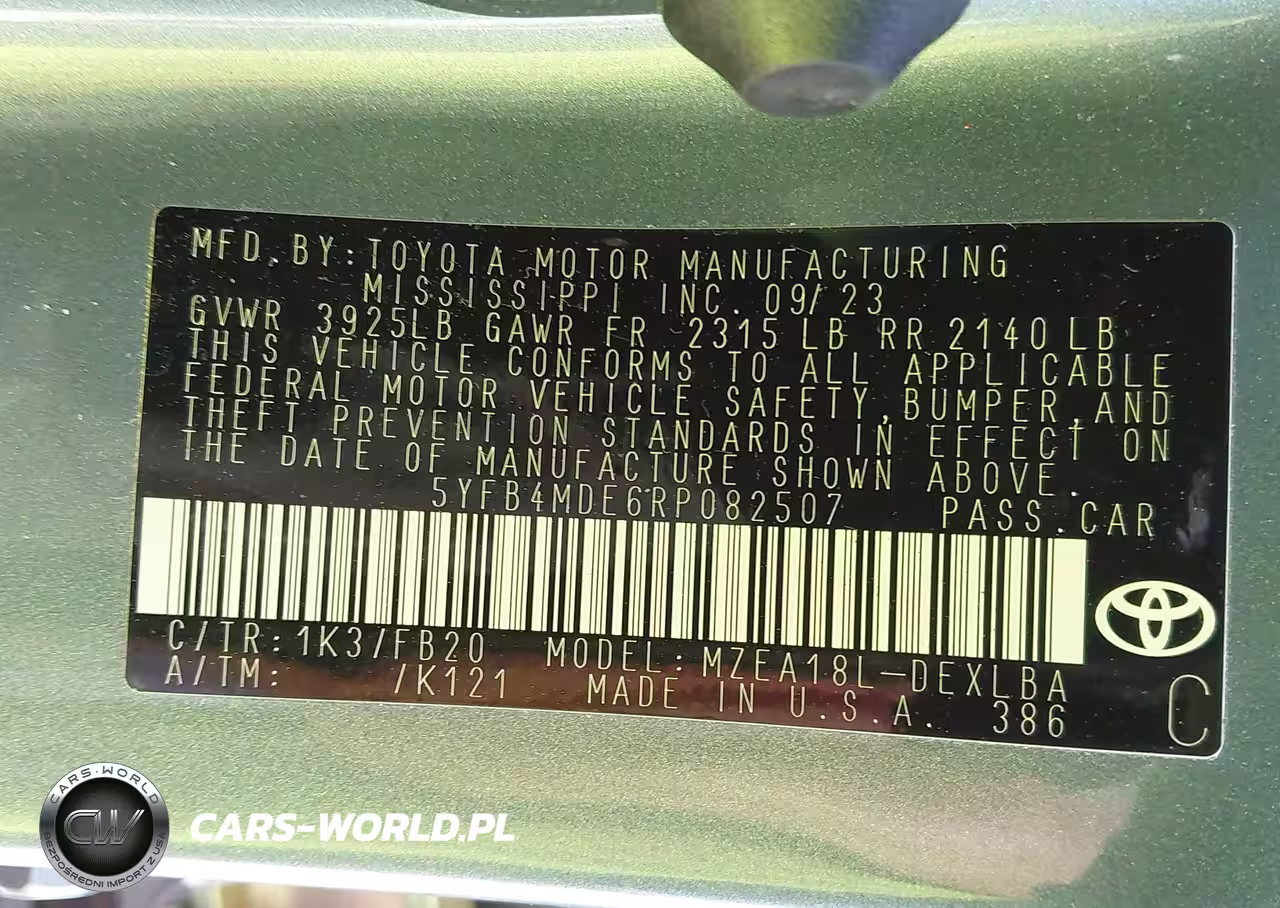 MFD.BY:TOYOTA MOTOR MANUFACTURING
MISSISSIPPI INC. 09/23
GVWR 3925LB GAWR FR 2315 LB RR 2140 LB
THIS VEHICLE CONFORMS TO ALL APPLICABLE
FEDERAL MOTOR VEHICLE SAFETY,BUMPER,AND
THEFT PREVENTION STANDARDS IN EFFECT ON
THE DATE OF MANUFACTURE SHOWN ABOVE.
5YFB4MDE6RP082507 PASS.CAR
C/TR:1K3/FB20 MODEL:MZEA18L-DEXLBA
A/TM: /K121 MADE IN U.S.A. 386
C
CARS-WORLD
CW
BEZPOŚREDNI IMPORT Z USA
CARS-WORLD.PL